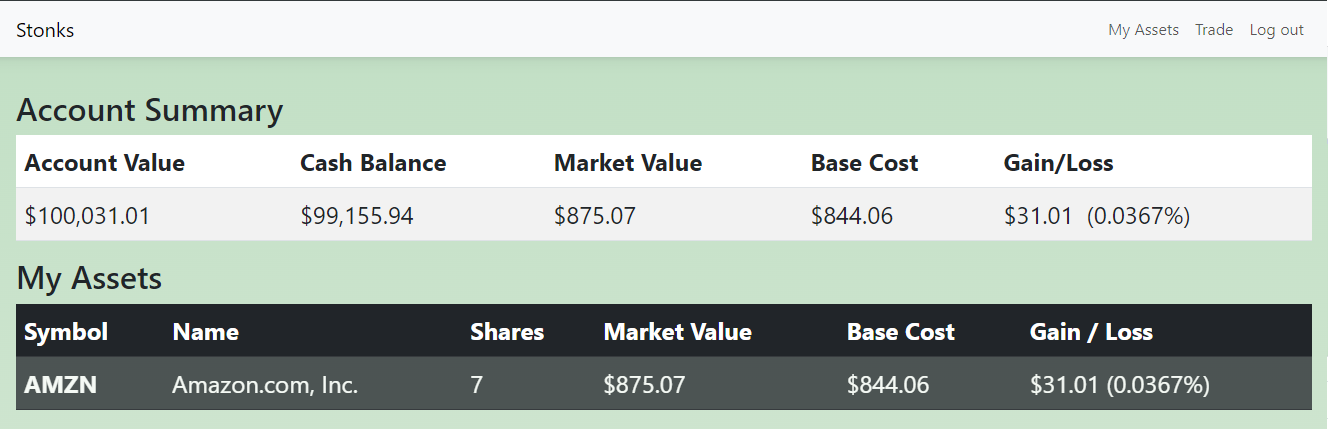 Stonks My Assets Trade Log out
Account Summary
Account Value Cash Balance Market Value Base Cost Gain/Loss
$100,031.01 $99,155.94 $875.07 $844.06 $31.01 (0.0367%)
My Assets
Symbol Name Shares Market Value Base Cost Gain / Loss
AMZN Amazon.com, Inc. 7 $875.07 $844.06 $31.01 (0.0367%)